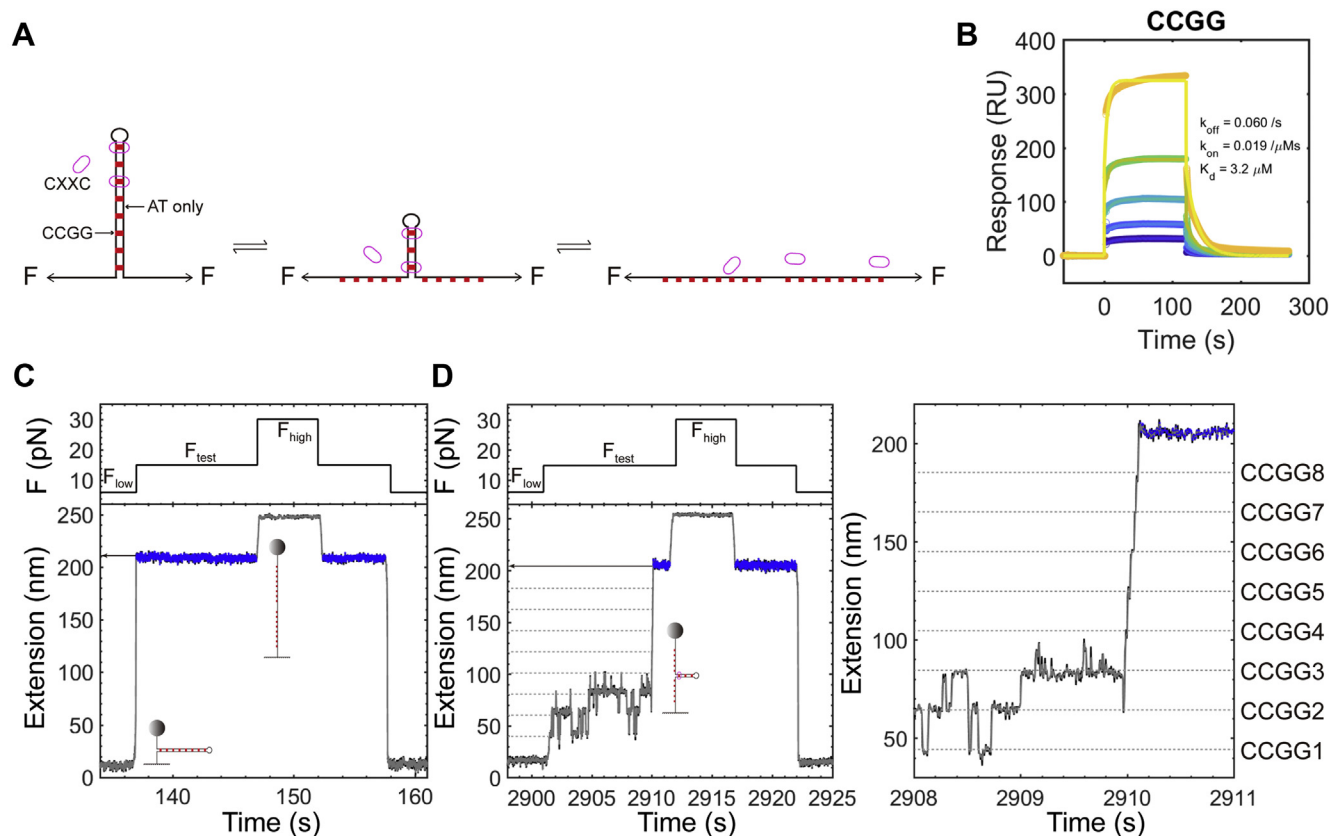 A
CXXC
AT only
CCGG
F
F
F
F
F
F
B
CCGG
Response (RU)
400
300
200
100
0
k_off = 0.060 /s
k_on = 0.019 /μMs
K_d = 3.2 μM
0
100
200
300
Time (s)
C
F (pN)
30
20
10
F_low
F_test
F_high
Extension (nm)
250
200
150
100
50
0
140
150
160
Time (s)
D
F (pN)
30
20
10
F_low
F_test
F_high
Extension (nm)
250
200
150
100
50
0
2900
2905
2910
2915
2920
2925
Time (s)
Extension (nm)
200
150
100
50
CCGG8
CCGG7
CCGG6
CCGG5
CCGG4
CCGG3
CCGG2
CCGG1
2908
2909
2910
2911
Time (s)